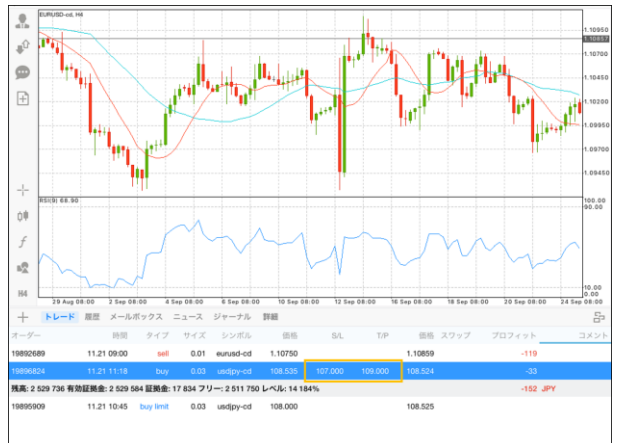 EURUSD-cd, H4
1.10950
1.10857
1.10700
1.10450
1.10200
1.09950
1.09700
1.09450
RSI(9) 68.90
100.00
90.00
10.00
0.00
29 Aug 08:00 2 Sep 08:00 4 Sep 08:00 6 Sep 08:00 10 Sep 08:00 12 Sep 08:00 16 Sep 08:00 18 Sep 08:00 20 Sep 08:00 24 Sep 08:00
H4
トレード 履歴 メールボックス ニュース ジャーナル 詳細
オーダー 時間 タイプ サイズ シンボル 価格 S/L T/P 価格 スワップ プロフィット コメント
19892689 11.21 09:00 sell 0.01 eurusd-cd 1.10750 1.10859 -119
19896824 11.21 11:18 buy 0.03 usdjpy-cd 108.535 107.000 109.000 108.524 -33
残高: 2 529 736 有効証拠金: 2 529 584 証拠金: 17 834 フリー: 2 511 750 レベル: 14 184% -152 JPY
19895909 11.21 10:45 buy limit 0.03 usdjpy-cd 108.000 108.525